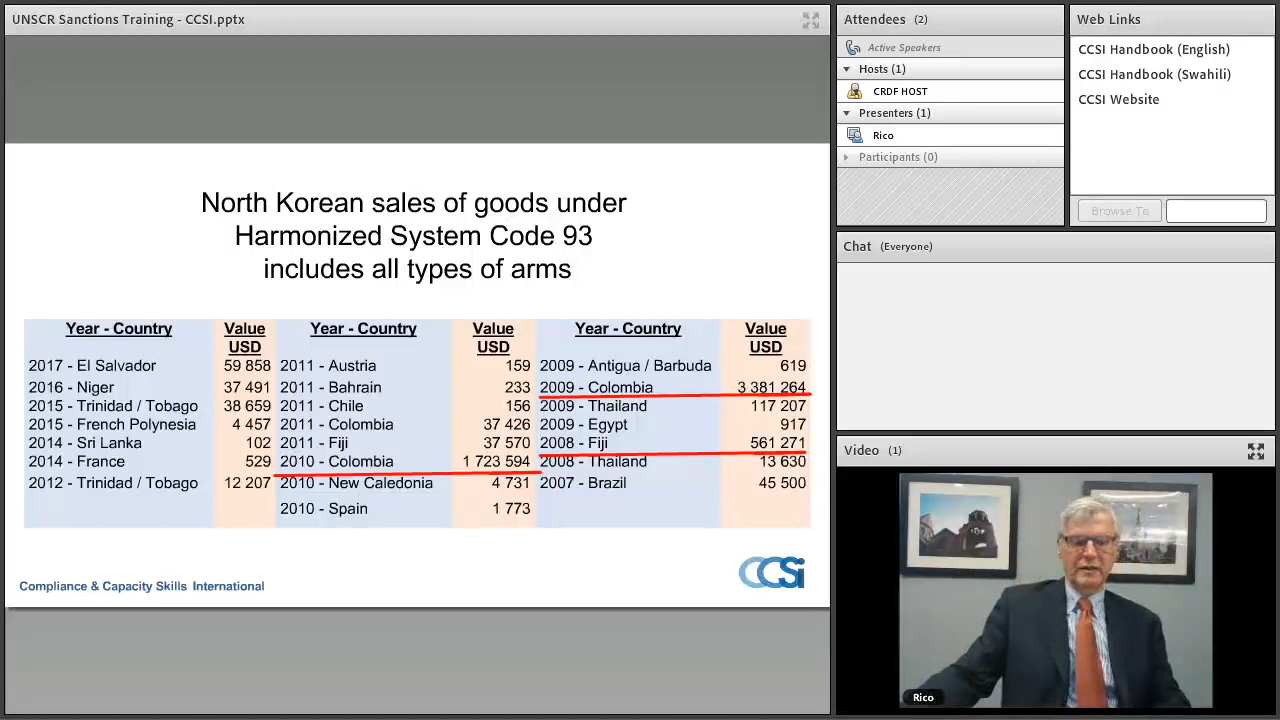 UNSCR Sanctions Training - CCSI.pptx
North Korean sales of goods under
Harmonized System Code 93
includes all types of arms
Year - Country Value USD Year - Country Value USD Year - Country Value USD
2017 - El Salvador 59 858 2011 - Austria 159 2009 - Antigua / Barbuda 619
2016 - Niger 37 491 2011 - Bahrain 233 2009 - Colombia 3 381 264
2015 - Trinidad / Tobago 38 659 2011 - Chile 156 2009 - Thailand 117 207
2015 - French Polynesia 4 457 2011 - Colombia 37 426 2009 - Egypt 917
2014 - Sri Lanka 102 2011 - Fiji 37 570 2008 - Fiji 561 271
2014 - France 529 2010 - Colombia 1 723 594 2008 - Thailand 13 630
2012 - Trinidad / Tobago 12 207 2010 - New Caledonia 4 731 2007 - Brazil 45 500
2010 - Spain 1 773
Compliance & Capacity Skills International
CCSi
Attendees (2)
Active Speakers
Hosts (1)
CRDF HOST
Presenters (1)
Rico
Participants (0)
Web Links
CCSI Handbook (English)
CCSI Handbook (Swahili)
CCSI Website
Browse To
Chat (Everyone)
Video (1)
Rico